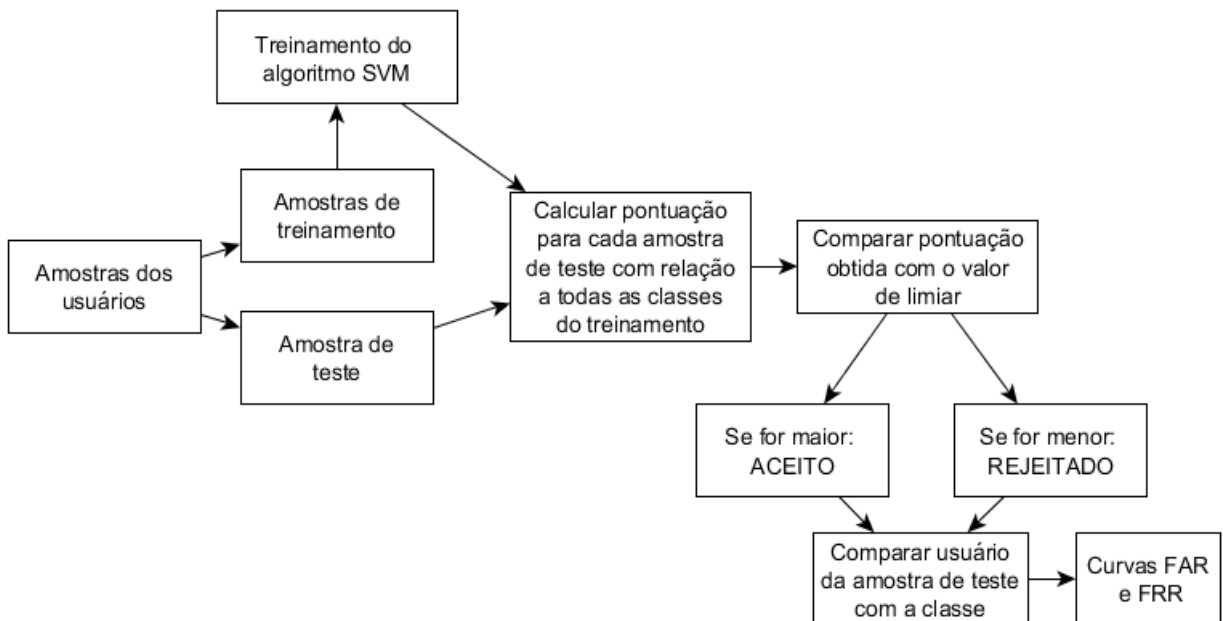 Treinamento do
algoritmo SVM
Amostras de
treinamento
Amostras dos
usuários
Amostra de
teste
Calcular pontuação
para cada amostra
de teste com relação
a todas as classes
do treinamento
Comparar pontuação
obtida com o valor
de limiar
Se for maior:
ACEITO
Se for menor:
REJEITADO
Comparar usuário
da amostra de teste
com a classe
Curvas FAR
e FRR